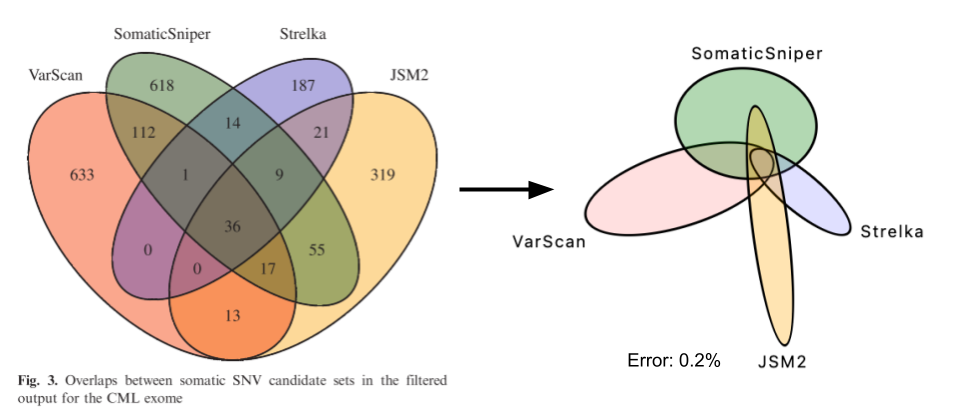 SomaticSniper
Strelka
VarScan
JSM2
618
187
112
14
21
633
1
9
319
36
0
0
17
55
13
Fig. 3. Overlaps between somatic SNV candidate sets in the filtered
output for the CML exome
SomaticSniper
VarScan
Strelka
Error: 0.2%
JSM2